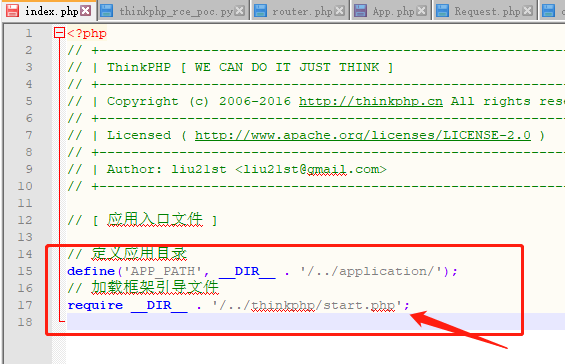 index.php thinkphp_rce_poc.py router.php App.php Request.php
1 <?php
2 // +----------------------------------------------------------------------
3 // | ThinkPHP [ WE CAN DO IT JUST THINK ]
4 // +----------------------------------------------------------------------
5 // | Copyright (c) 2006-2016 http://thinkphp.cn All rights rese
6 // +----------------------------------------------------------------------
7 // | Licensed ( http://www.apache.org/licenses/LICENSE-2.0 )
8 // +----------------------------------------------------------------------
9 // | Author: liu21st <liu21st@gmail.com>
10 // +----------------------------------------------------------------------
11
12 // [ 应用入口文件 ]
13
14 // 定义应用目录
15 define('APP_PATH', __DIR__ . '/../application/');
16 // 加载框架引导文件
17 require __DIR__ . '/../thinkphp/start.php';
18